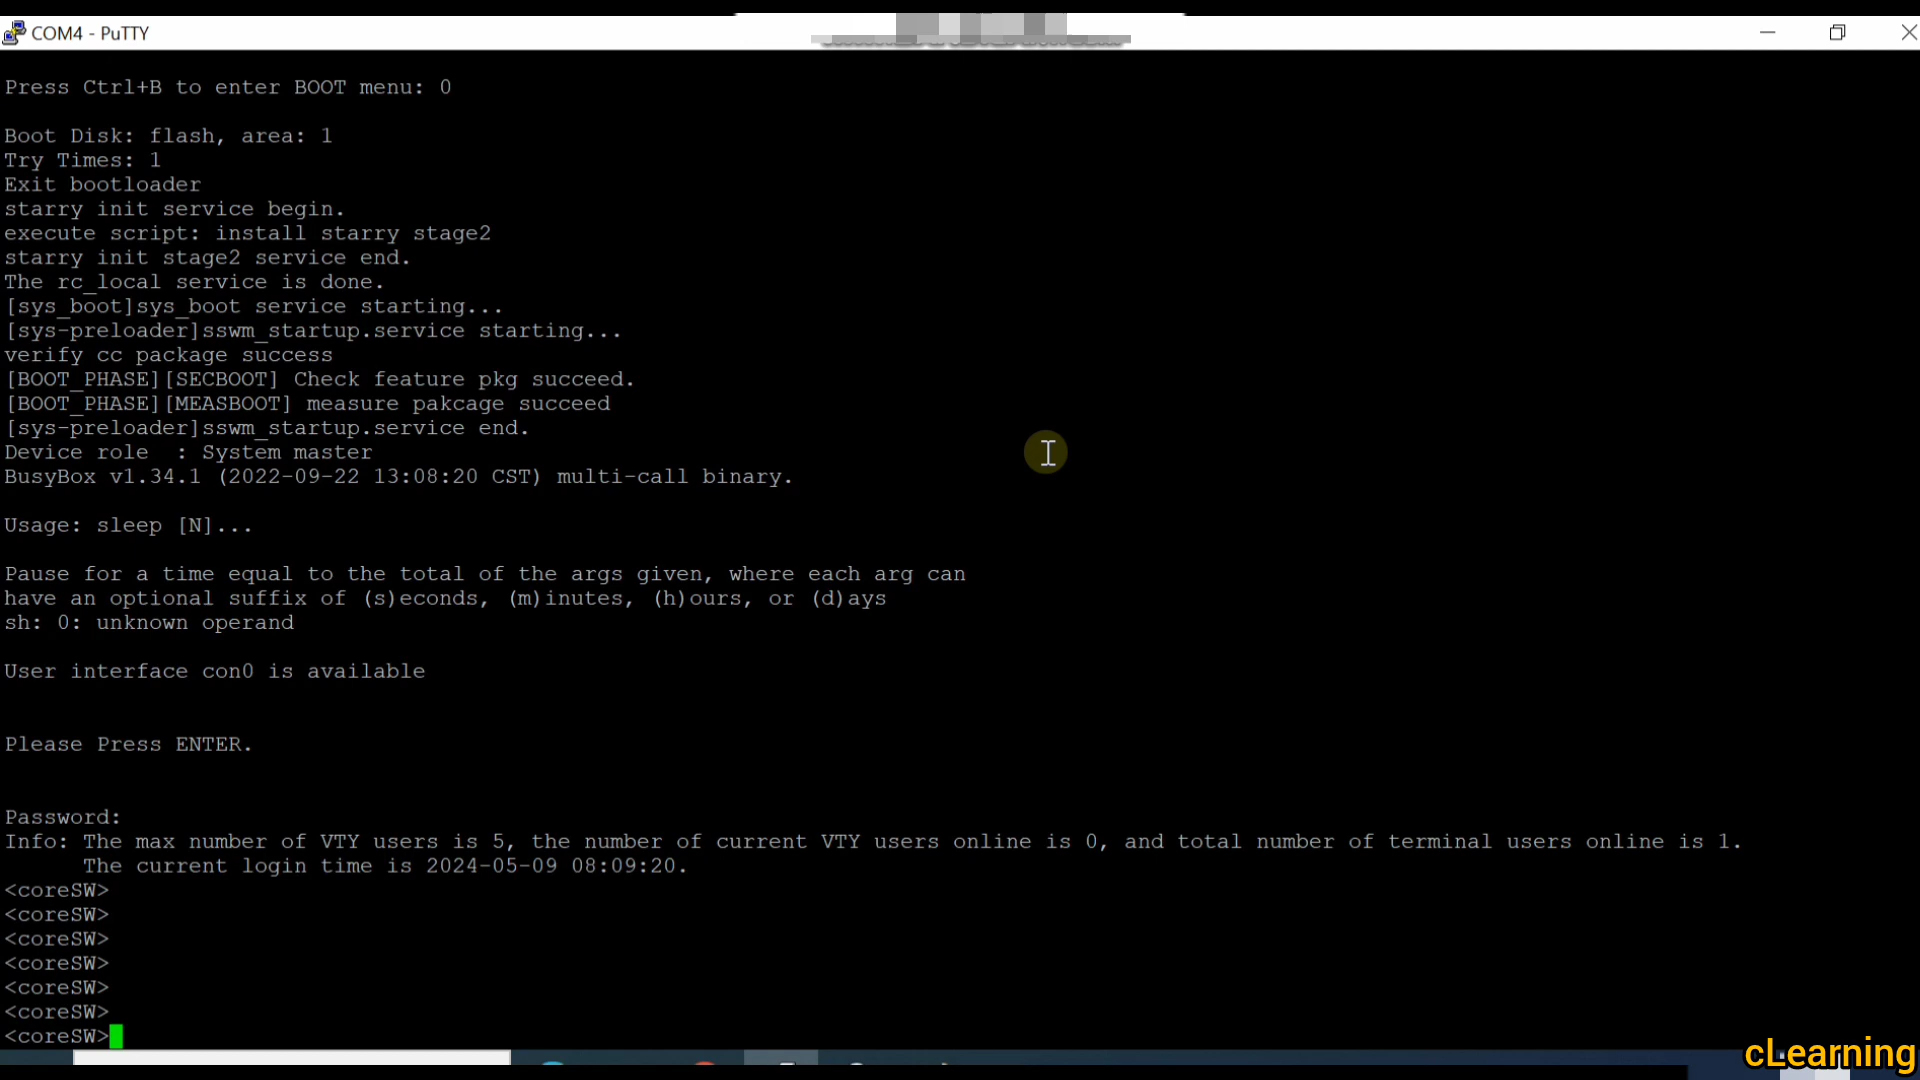 COM4 - PuTTY
Press Ctrl+B to enter BOOT menu: 0
Boot Disk: flash, area: 1
Try Times: 1
Exit bootloader
starry init service begin.
execute script: install starry stage2
starry init stage2 service end.
The rc_local service is done.
[sys_boot]sys_boot service starting...
[sys-preloader]sswm_startup.service starting...
verify cc package success
[BOOT_PHASE][SECBOOT] Check feature pkg succeed.
[BOOT_PHASE][MEASBOOT] measure pakcage succeed
[sys-preloader]sswm_startup.service end.
Device role  : System master
BusyBox v1.34.1 (2022-09-22 13:08:20 CST) multi-call binary.
Usage: sleep [N]...
Pause for a time equal to the total of the args given, where each arg can
have an optional suffix of (s)econds, (m)inutes, (h)ours, or (d)ays
sh: 0: unknown operand
User interface con0 is available
Please Press ENTER.
Password:
Info: The max number of VTY users is 5, the number of current VTY users online is 0, and total number of terminal users online is 1.
The current login time is 2024-05-09 08:09:20.
<coreSW>
<coreSW>
<coreSW>
<coreSW>
<coreSW>
<coreSW>
<coreSW>
cLearning